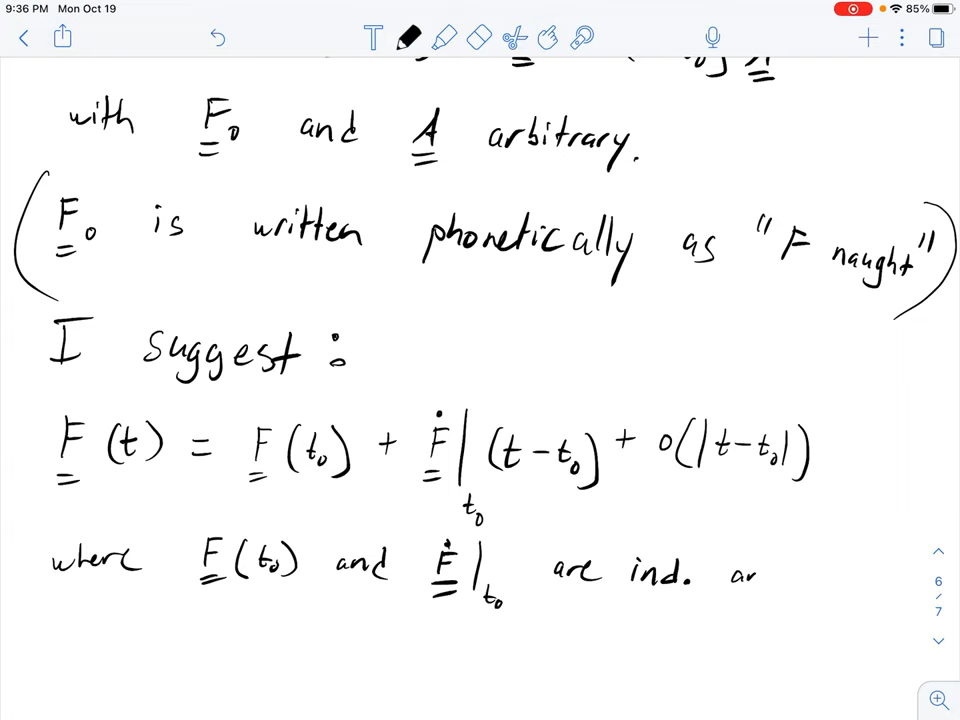 9:36 PM Mon Oct 19
85%
with F₀ and A arbitrary.
(F₀ is written phonetically as "F naught")
I suggest :
F(t) = F(t₀) + Ḟ|t₀ (t-t₀) + o(|t-t₀|)
where F(t₀) and Ḟ|t₀ are ind. ar
6
/
7